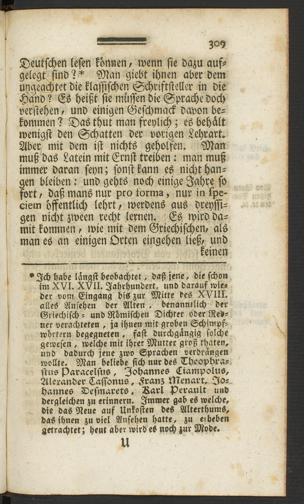 309
Deutschen lesen können, wenn sie dazu auf-
gelegt sind?* Man giebt ihnen aber dem
ungeachtet die klassischen Schriftsteller in die
Hand? Es heißt sie müssen die Sprache doch
verstehen, und einigen Geschmack davon be-
kommen? Das thut man freylich; es behält
wenigst den Schatten der vorigen Lehrart.
Aber mit dem ist nichts geholfen. Man
muß das Latein mit Ernst treiben: man muß
immer daran seyn; sonst kann es nicht han-
gen bleiben: und gehts noch einige Jahre so
fort, daß mans nur pro forma, nur in spe-
ciem öffentlich lehrt, werdens aus dreyssi-
gen nicht zween recht lernen. Es wird da-
mit kommen, wie mit dem Griechischen, als
man es an einigen Orten eingehen ließ, und
keinen
* Ich habe längst beobachtet, daß jene, die schon
im XVI. XVII. Jahrhundert, und darauf wie-
der vom Eingang bis zur Mitte des XVIII.
alles Ansehen der Alten, benanntlich der
Griechisch- und Römischen Dichter oder Red-
ner verachteten, ja ihnen mit groben Schimpf-
wörtern begegneten, fast durchgängig solche
gewesen, welche mit ihrer Mutter groß thaten,
und dadurch jene zwo Sprachen verdrängen
wollte. Man beliebe sich nur des Theophras-
tus Paracelsus, Johannes Ciampolus,
Alexander Tassonus, Franz Menart, Jo-
hannes Desmarets, Karl Perault und
dergleichen zu erinnern. Immer gab es welche,
die das Neue auf Unkosten des Alterthums,
das ihnen zu viel Ansehen hatte, zu erheben
getrachtet; heut aber wird es noch zur Mode.
U